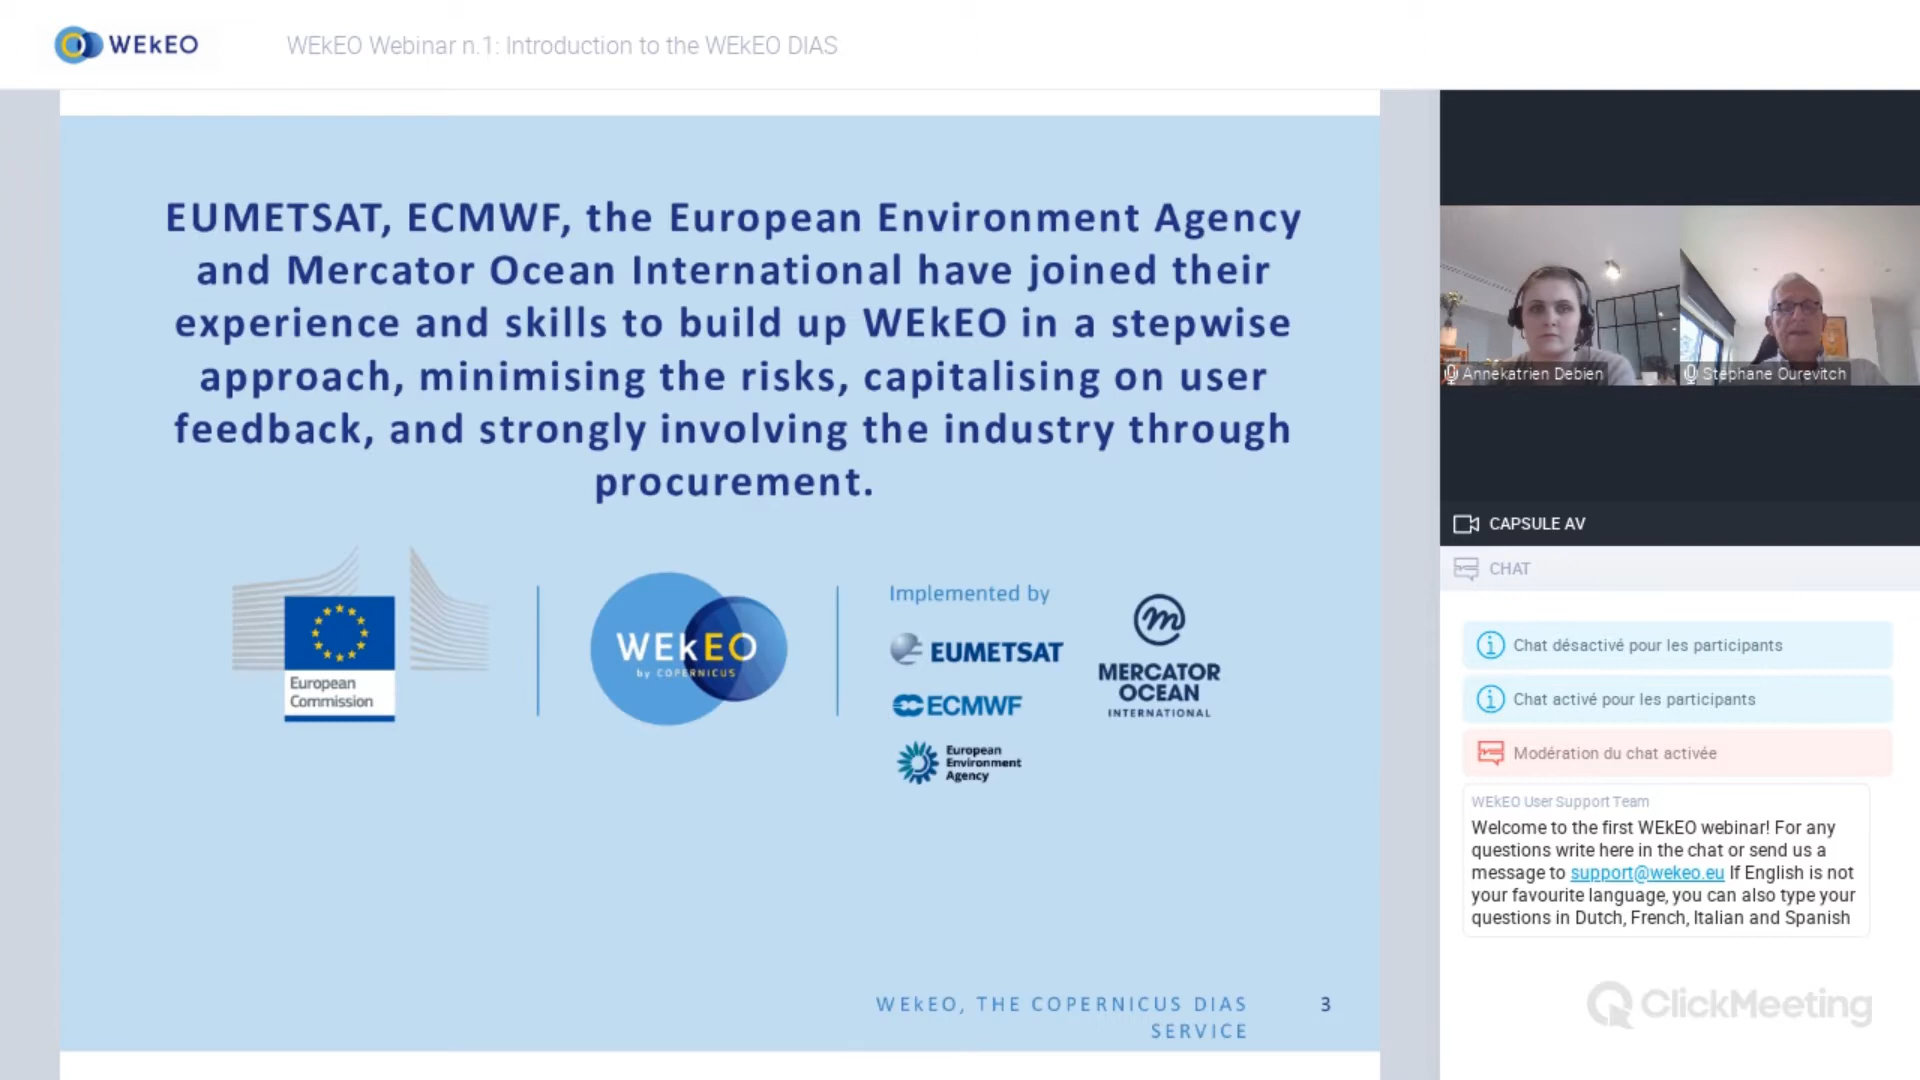 WEkEO
WEkEO Webinar n.1: Introduction to the WEkEO DIAS
EUMETSAT, ECMWF, the European Environment Agency
and Mercator Ocean International have joined their
experience and skills to build up WEkEO in a stepwise
approach, minimising the risks, capitalising on user
feedback, and strongly involving the industry through
procurement.
European
Commission
WEkEO
by COPERNICUS
Implemented by
EUMETSAT
ECMWF
European
Environment
Agency
MERCATOR
OCEAN
INTERNATIONAL
WEkEO, THE COPERNICUS DIAS
SERVICE
3
Annekatrien Debien
Stéphane Ourevitch
CAPSULE AV
CHAT
Chat désactivé pour les participants
Chat activé pour les participants
Modération du chat activée
WEkEO User Support Team
Welcome to the first WEkEO webinar! For any
questions write here in the chat or send us a
message to support@wekeo.eu If English is not
your favourite language, you can also type your
questions in Dutch, French, Italian and Spanish
ClickMeeting